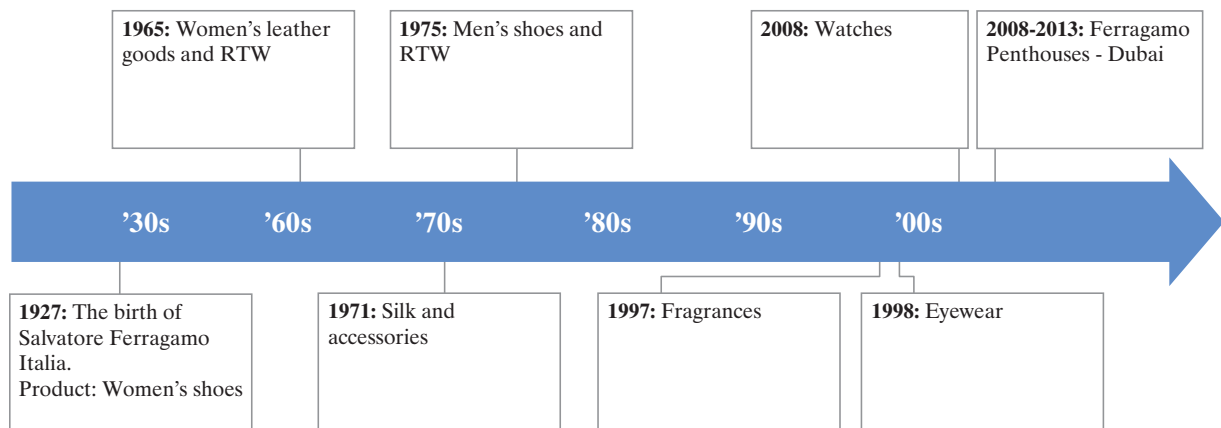 1965: Women’s leather
goods and RTW
1975: Men’s shoes and
RTW
2008: Watches
2008-2013: Ferragamo
Penthouses - Dubai
’30s
’60s
’70s
’80s
’90s
’00s
1927: The birth of
Salvatore Ferragamo
Italia.
Product: Women’s shoes
1971: Silk and
accessories
1997: Fragrances
1998: Eyewear